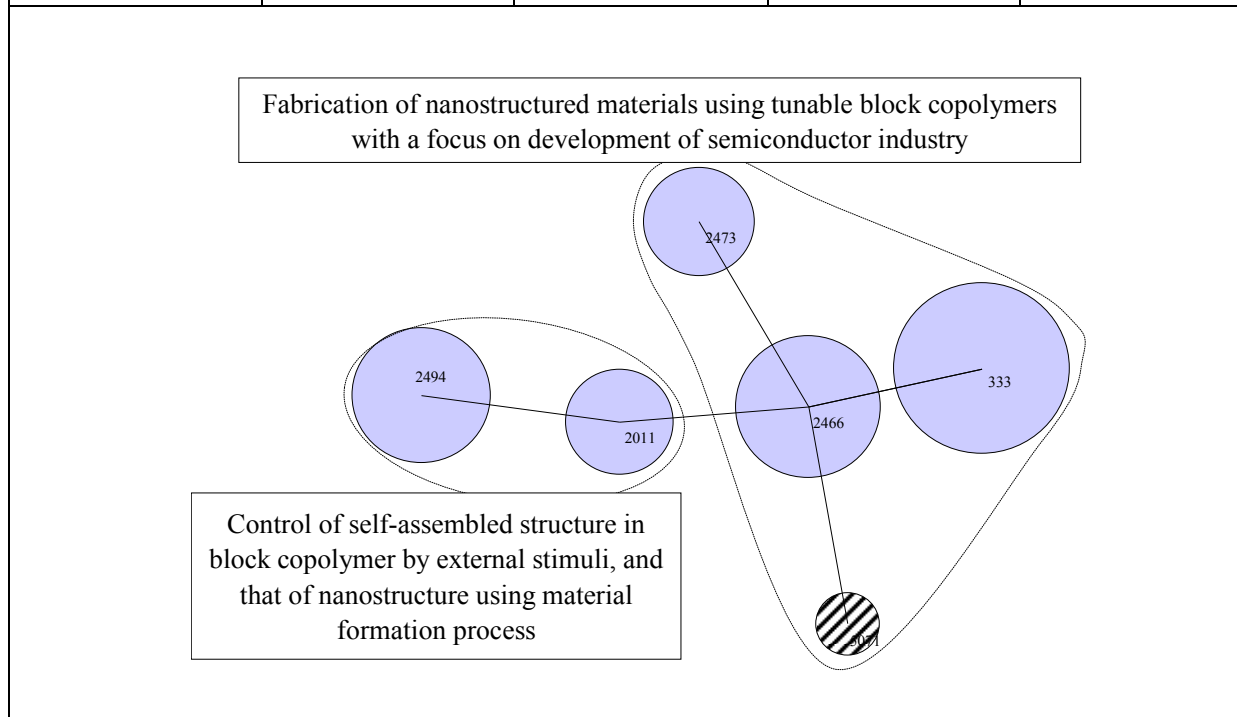 Fabrication of nanostructured materials using tunable block copolymers
with a focus on development of semiconductor industry
2473
2494
333
2011
2466
Control of self-assembled structure in
block copolymer by external stimuli, and
that of nanostructure using material
formation process